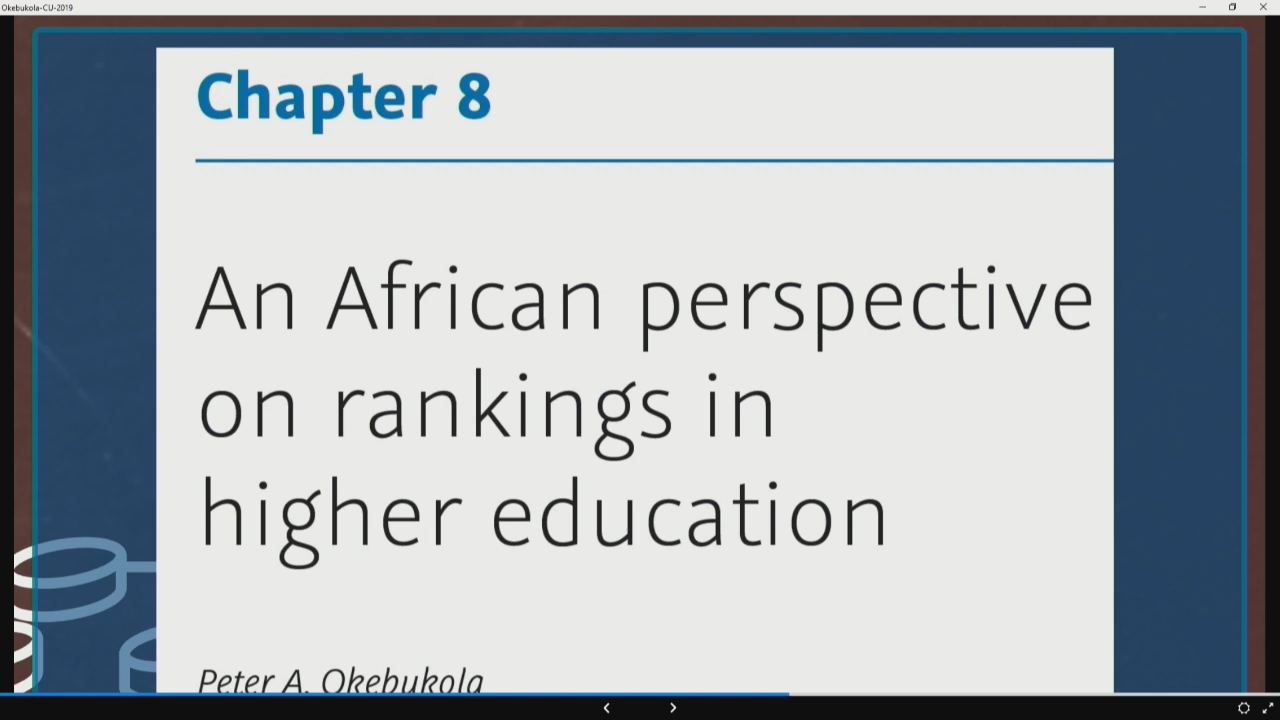 Okebukola-CU-2019
Chapter 8
An African perspective
on rankings in
higher education
Peter A. Okebukola